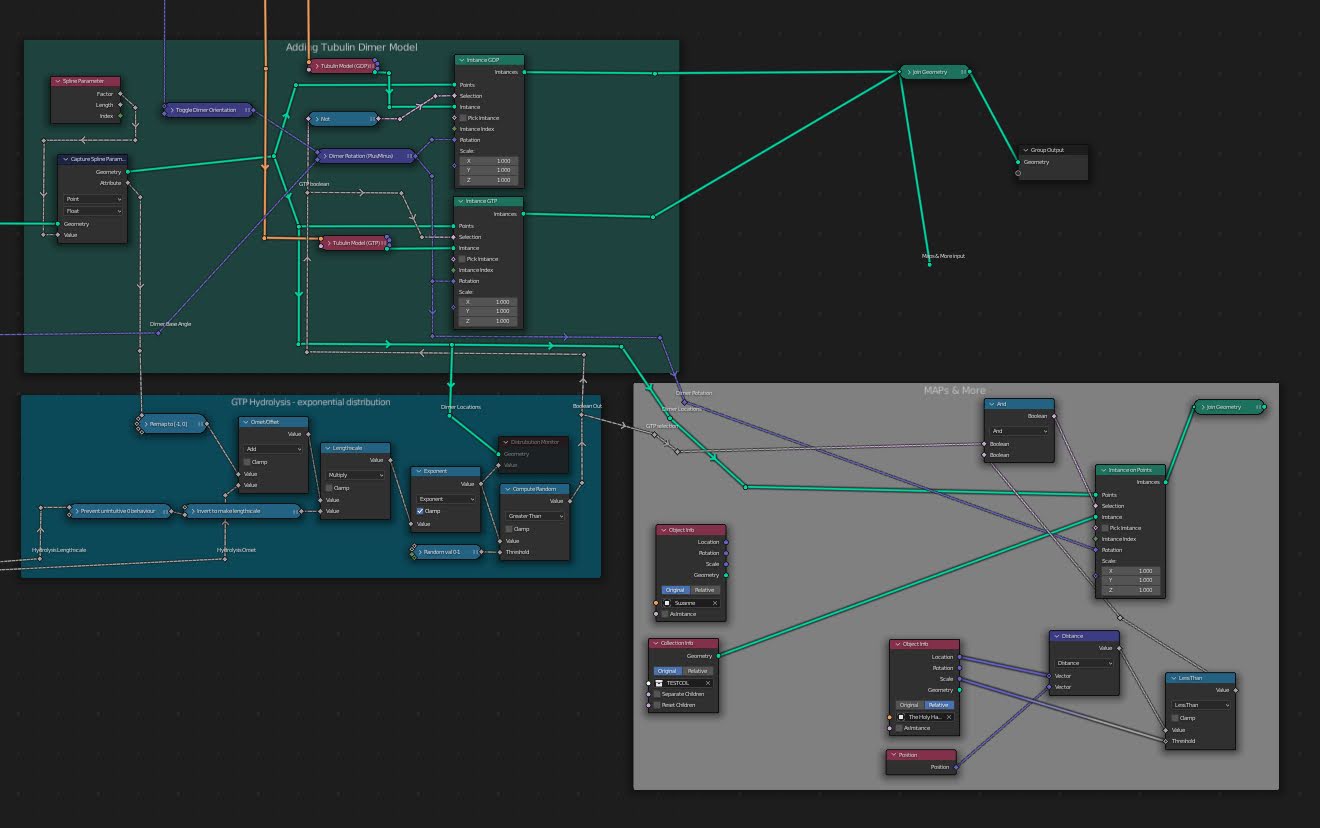 Adding Tubulin Dimer Model
Spline Parameter
Factor
Length
Index
Capture Spline Param...
Geometry
Attribute
Point
Float
Geometry
Value
Toggle Dimer Orientation
Tubulin Model (GDP)
Not
Dimer Rotation (Plus/Minus)
GTP boolean
Tubulin Model (GTP)
Dimer Base Angle
Instance GDP
Instances
Points
Selection
Instance
Pick Instance
Instance Index
Rotation
Scale:
X 1.000
Y 1.000
Z 1.000
Instance GTP
Instances
Points
Selection
Instance
Pick Instance
Instance Index
Rotation
Scale:
X 1.000
Y 1.000
Z 1.000
Join Geometry
Group Output
Geometry
Maps & More input
GTP Hydrolysis - exponential distribution
Remap to [-1, 0]
Onset/Offset
Value
Add
Clamp
Value
Value
Lengthscale
Value
Multiply
Clamp
Value
Value
Prevent unintuitive 0 behaviour
Invert to make lengthscale
Hydrolysis Lengthscale
Hydrolysis Onset
Exponent
Value
Exponent
Clamp
Value
Random val 0-1
Dimer Locations
Distrubution Monitor
Geometry
Value
Compute Random
Value
Greater Than
Clamp
Value
Threshold
Boolean Out
MAPs & More
Dimer Rotation
Dimer Locations
GTP selection
And
Boolean
And
Boolean
Boolean
Join Geometry
Instance on Points
Instances
Points
Selection
Instance
Pick Instance
Instance Index
Rotation
Scale:
X 1.000
Y 1.000
Z 1.000
Object Info
Location
Rotation
Scale
Geometry
Original Relative
Suzanne
As Instance
Collection Info
Geometry
Original Relative
TESTCOL
Separate Children
Reset Children
Object Info
Location
Rotation
Scale
Geometry
Original Relative
The Holy Ha...
As Instance
Position
Position
Distance
Value
Distance
Vector
Vector
Less Than
Value
Less Than
Clamp
Value
Threshold